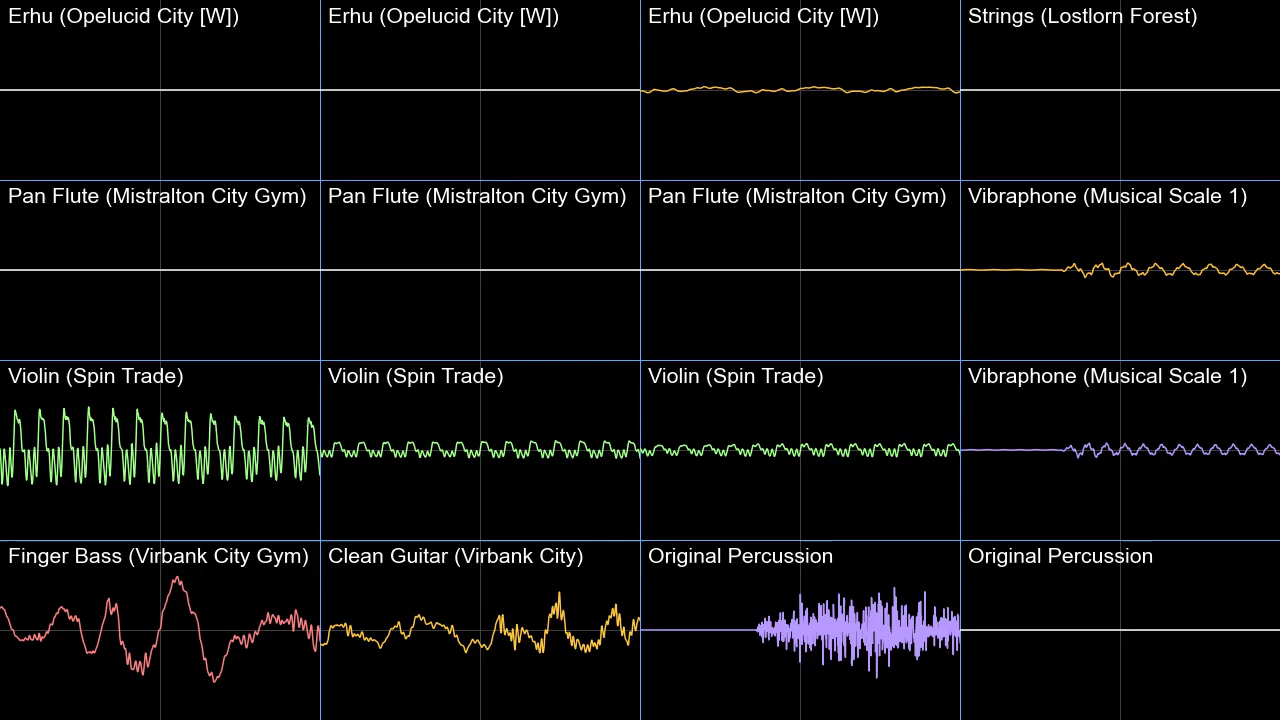 Erhu (Opelucid City [W])
Erhu (Opelucid City [W])
Erhu (Opelucid City [W])
Strings (Lostlorn Forest)
Pan Flute (Mistralton City Gym)
Pan Flute (Mistralton City Gym)
Pan Flute (Mistralton City Gym)
Vibraphone (Musical Scale 1)
Violin (Spin Trade)
Violin (Spin Trade)
Violin (Spin Trade)
Vibraphone (Musical Scale 1)
Finger Bass (Virbank City Gym)
Clean Guitar (Virbank City)
Original Percussion
Original Percussion